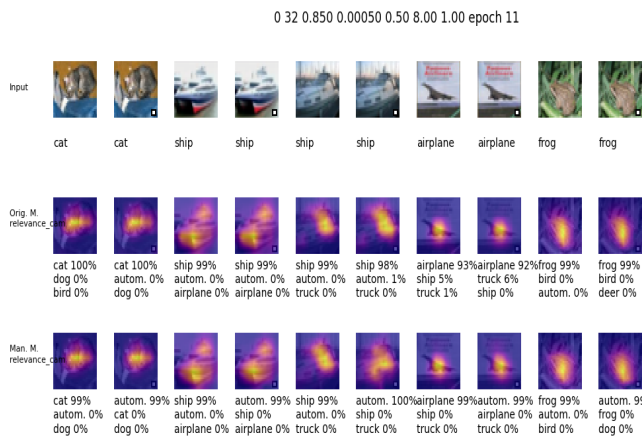 0 32 0.850 0.00050 0.50 8.00 1.00 epoch 11
Input
cat cat ship ship ship ship airplane airplane frog frog
Orig. M.
relevance_cam
cat 100% cat 100% ship 99% ship 99% ship 99% ship 98% airplane 93% airplane 92% frog 99% frog 99%
dog 0% autom. 0% autom. 0% autom. 0% autom. 0% autom. 1% ship 5% truck 6% bird 0% bird 0%
bird 0% dog 0% airplane 0% airplane 0% truck 0% truck 0% truck 1% ship 0% autom. 0% deer 0%
Man. M.
relevance_cam
cat 99% autom. 99% ship 99% autom. 99% ship 99% autom. 100% airplane 99% autom. 99% frog 99% autom. 99
autom. 0% cat 0% autom. 0% ship 0% autom. 0% ship 0% ship 0% airplane 0% autom. 0% frog 0%
dog 0% dog 0% airplane 0% airplane 0% truck 0% truck 0% truck 0% truck 0% bird 0% dog 0%